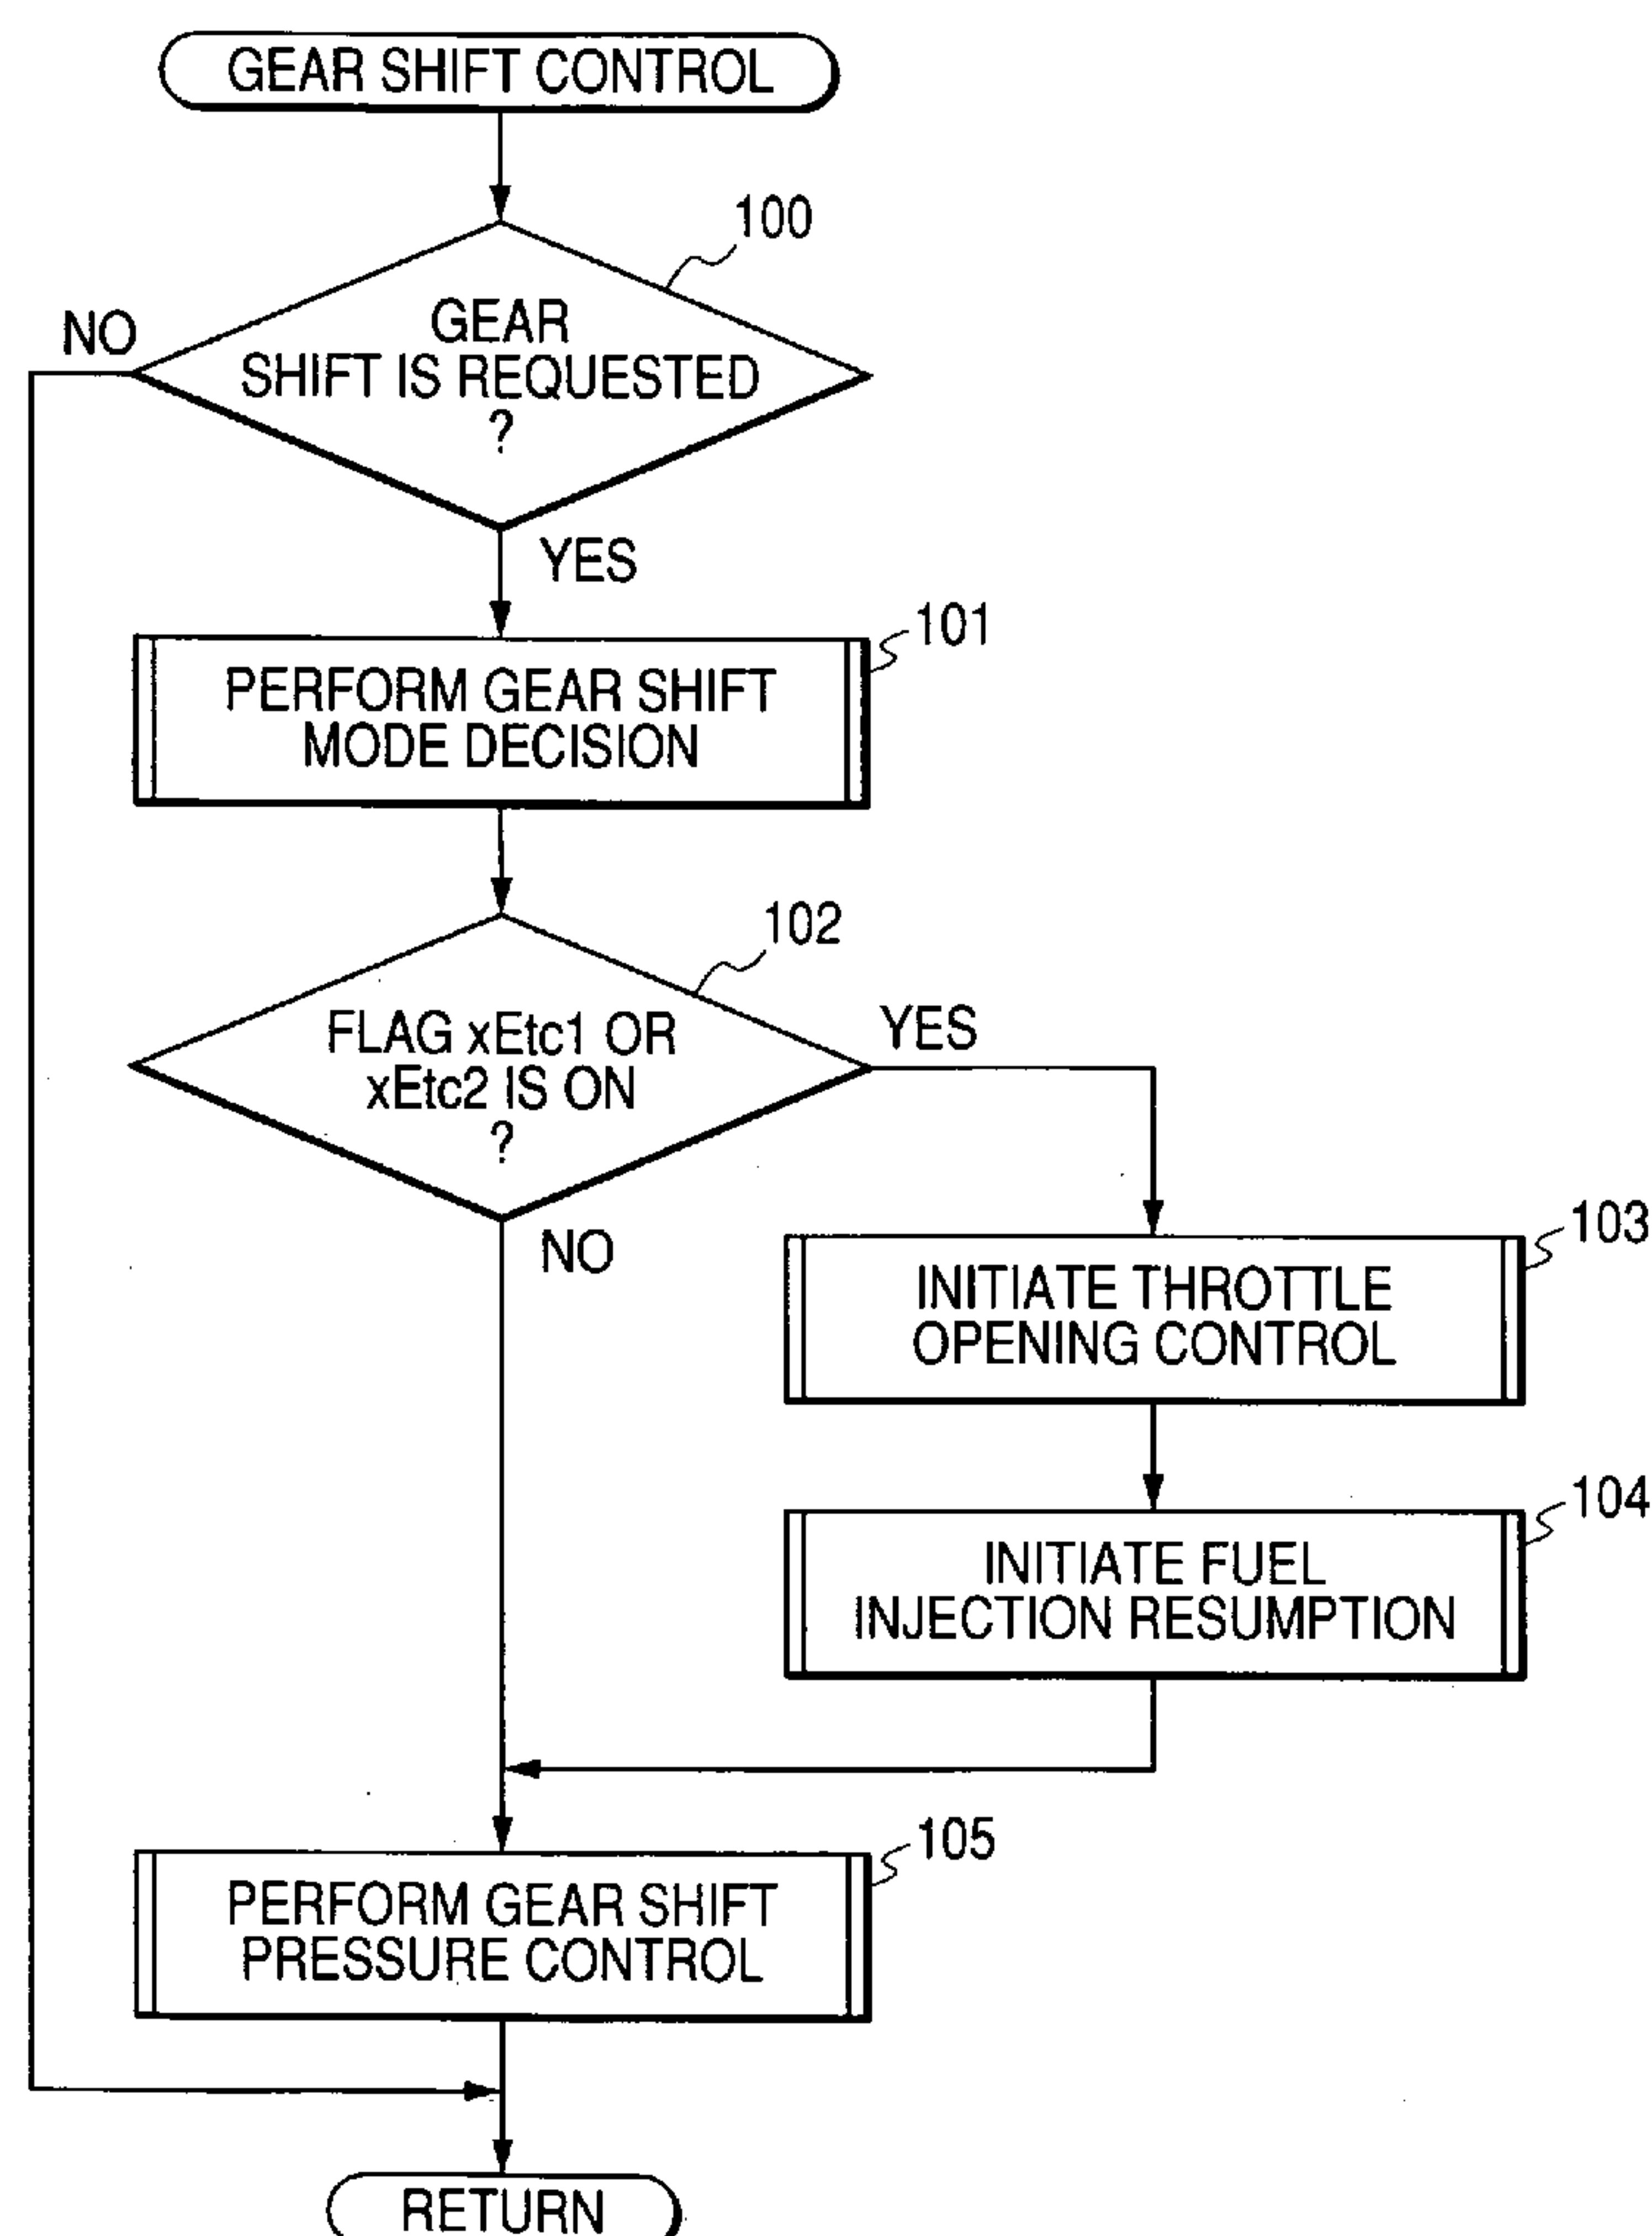 GEAR SHIFT CONTROL
100
NO
GEAR
SHIFT IS REQUESTED
?
YES
101
PERFORM GEAR SHIFT
MODE DECISION
102
FLAG xEtc1 OR
xEtc2 IS ON
?
YES
NO
103
INITIATE THROTTLE
OPENING CONTROL
104
INITIATE FUEL
INJECTION RESUMPTION
105
PERFORM GEAR SHIFT
PRESSURE CONTROL
RETURN